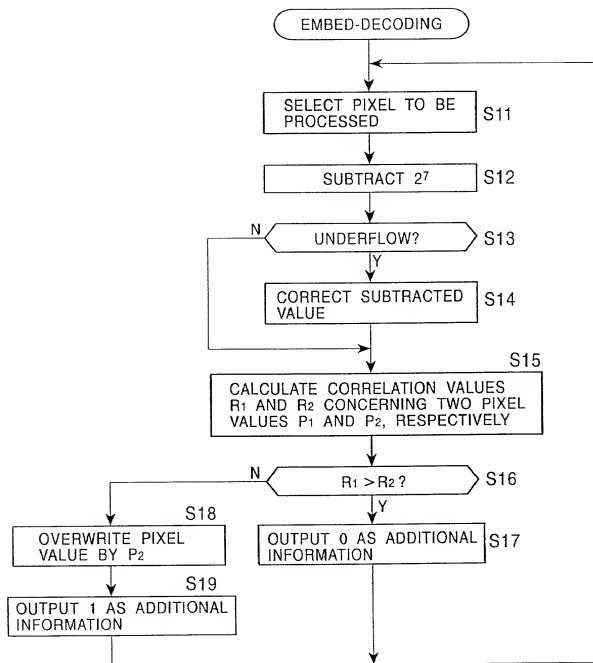 EMBED-DECODING
SELECT PIXEL TO BE
PROCESSED
S11
SUBTRACT 2⁷
S12
N
UNDERFLOW?
S13
Y
CORRECT SUBTRACTED
VALUE
S14
S15
CALCULATE CORRELATION VALUES
R₁ AND R₂ CONCERNING TWO PIXEL
VALUES P₁ AND P₂, RESPECTIVELY
N
R₁ > R₂ ?
S16
Y
S18
OVERWRITE PIXEL
VALUE BY P₂
OUTPUT 0 AS ADDITIONAL
INFORMATION
S17
S19
OUTPUT 1 AS ADDITIONAL
INFORMATION